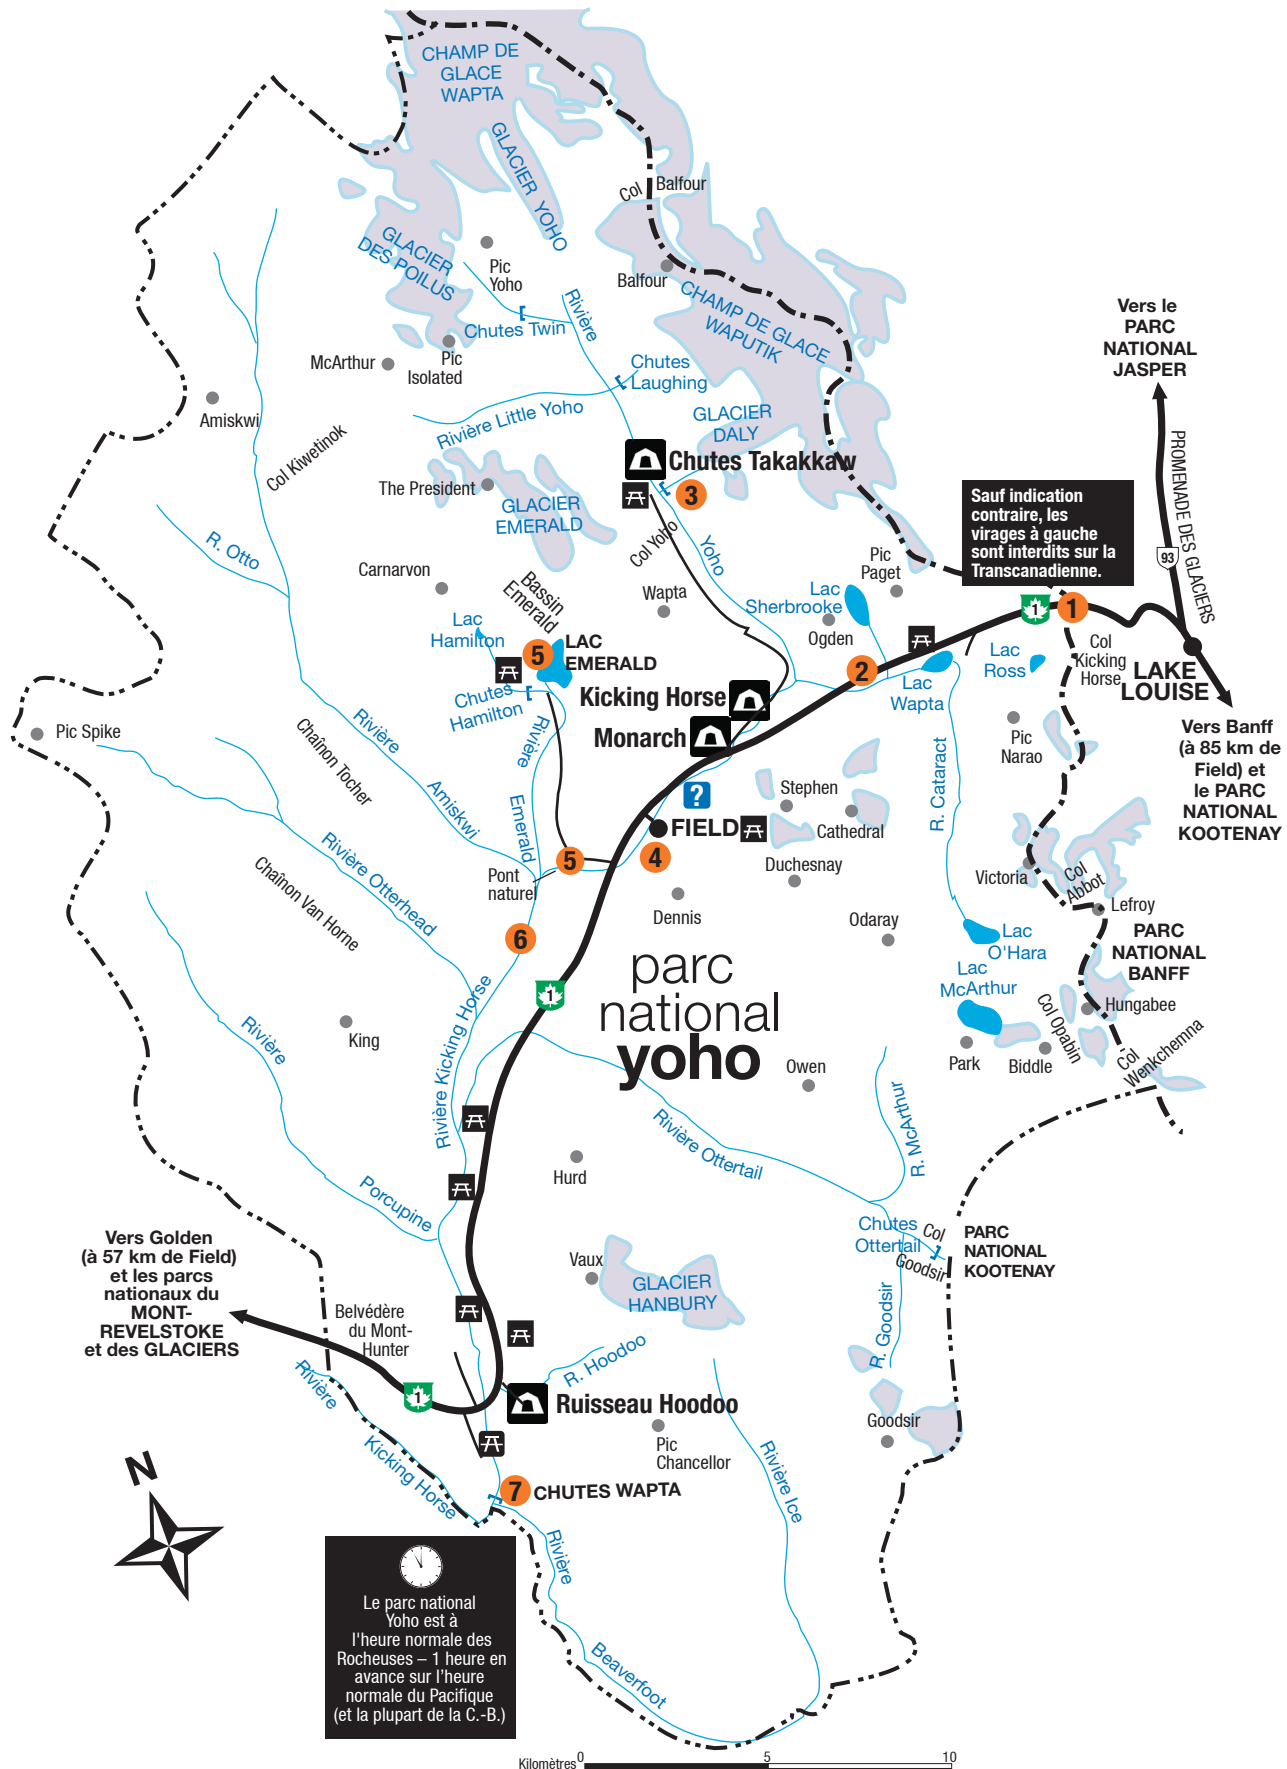 CHAMP DE
GLACE
WAPTA
GLACIER YOHO
GLACIER
DES POILUS
Col Balfour
Pic
Yoho
Balfour
Rivière
Chutes Twin
CHAMP DE GLACE
WAPUTIK
McArthur
Pic
Isolated
Chutes
Laughing
Amiskwi
Rivière Little Yoho
GLACIER
DALY
Col Kiwetinok
Chutes Takakkaw
3
The President
GLACIER
EMERALD
Col Yoho
Yoho
R. Otto
Carnarvon
Bassin
Emerald
Wapta
Pic
Paget
Lac
Sherbrooke
Ogden
Vers le
PARC
NATIONAL
JASPER
PROMENADE DES GLACIERS
93
Sauf indication
contraire, les
virages à gauche
sont interdits sur la
Transcanadienne.
1
1
Lac
Hamilton
5
LAC
EMERALD
2
Lac
Ross
Col
Kicking
Horse
LAKE
LOUISE
Chutes
Hamilton
Kicking Horse
Monarch
Lac
Wapta
Vers Banff
(à 85 km de
Field) et
le PARC
NATIONAL
KOOTENAY
Pic Spike
Chaînon Tocher
Rivière
Amiskwi
Rivière
Emerald
Pic
Narao
R. Cataract
?
Stephen
FIELD
Cathedral
4
5
Pont
naturel
Duchesnay
Victoria
Col
Abbot
Lefroy
Rivière Otterhead
Chaînon Van Horne
Dennis
Odaray
6
Lac
O'Hara
PARC
NATIONAL
BANFF
Lac
McArthur
parc
national
yoho
1
Hungabee
Col Opabin
Col
Wenkchemna
Rivière
King
Rivière Kicking Horse
Owen
Park
Biddle
Rivière Ottertail
R. McArthur
Hurd
Porcupine
Chutes
Ottertail
Col
Goodsir
PARC
NATIONAL
KOOTENAY
Vers Golden
(à 57 km de Field)
et les parcs
nationaux du
MONT-
REVELSTOKE
et des GLACIERS
Vaux
GLACIER
HANBURY
Belvédère
du Mont-
Hunter
R. Goodsir
R. Hoodoo
Rivière
1
Ruisseau Hoodoo
Goodsir
Pic
Chancellor
Kicking Horse
Rivière Ice
N
7
CHUTES WAPTA
Rivière
Le parc national
Yoho est à
l'heure normale des
Rocheuses – 1 heure en
avance sur l'heure
normale du Pacifique
(et la plupart de la C.-B.)
Beaverfoot
Kilomètres
0
5
10